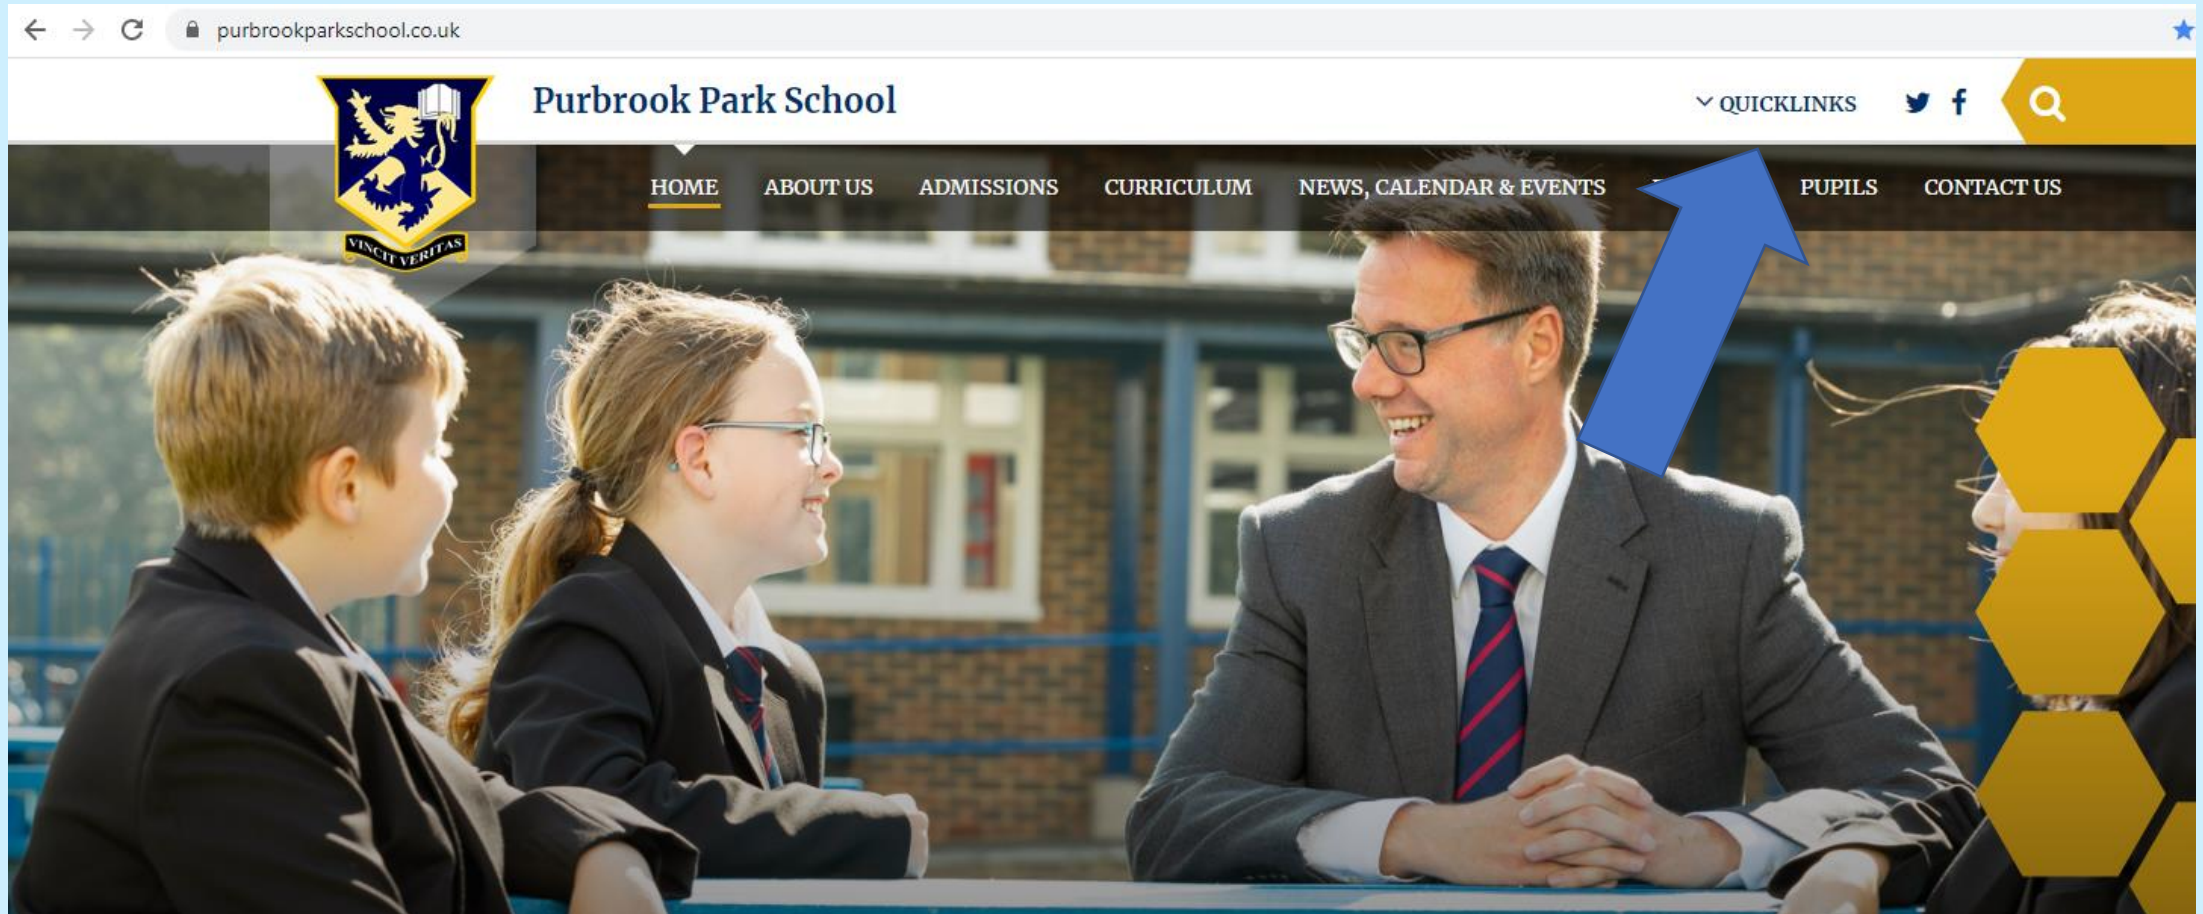 purbrookparkschool.co.uk
Purbrook Park School
QUICKLINKS
HOME ABOUT US ADMISSIONS CURRICULUM NEWS, CALENDAR & EVENTS PUPILS CONTACT US
VINCIT VERITAS